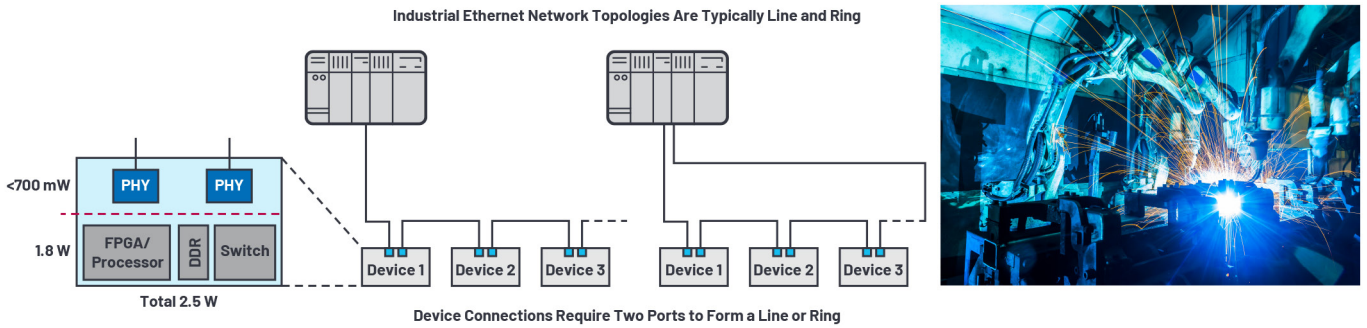 Industrial Ethernet Network Topologies Are Typically Line and Ring
<700 mW
PHY
PHY
1.8 W
FPGA/
Processor
DDR
Switch
Total 2.5 W
Device 1
Device 2
Device 3
Device 1
Device 2
Device 3
Device Connections Require Two Ports to Form a Line or Ring